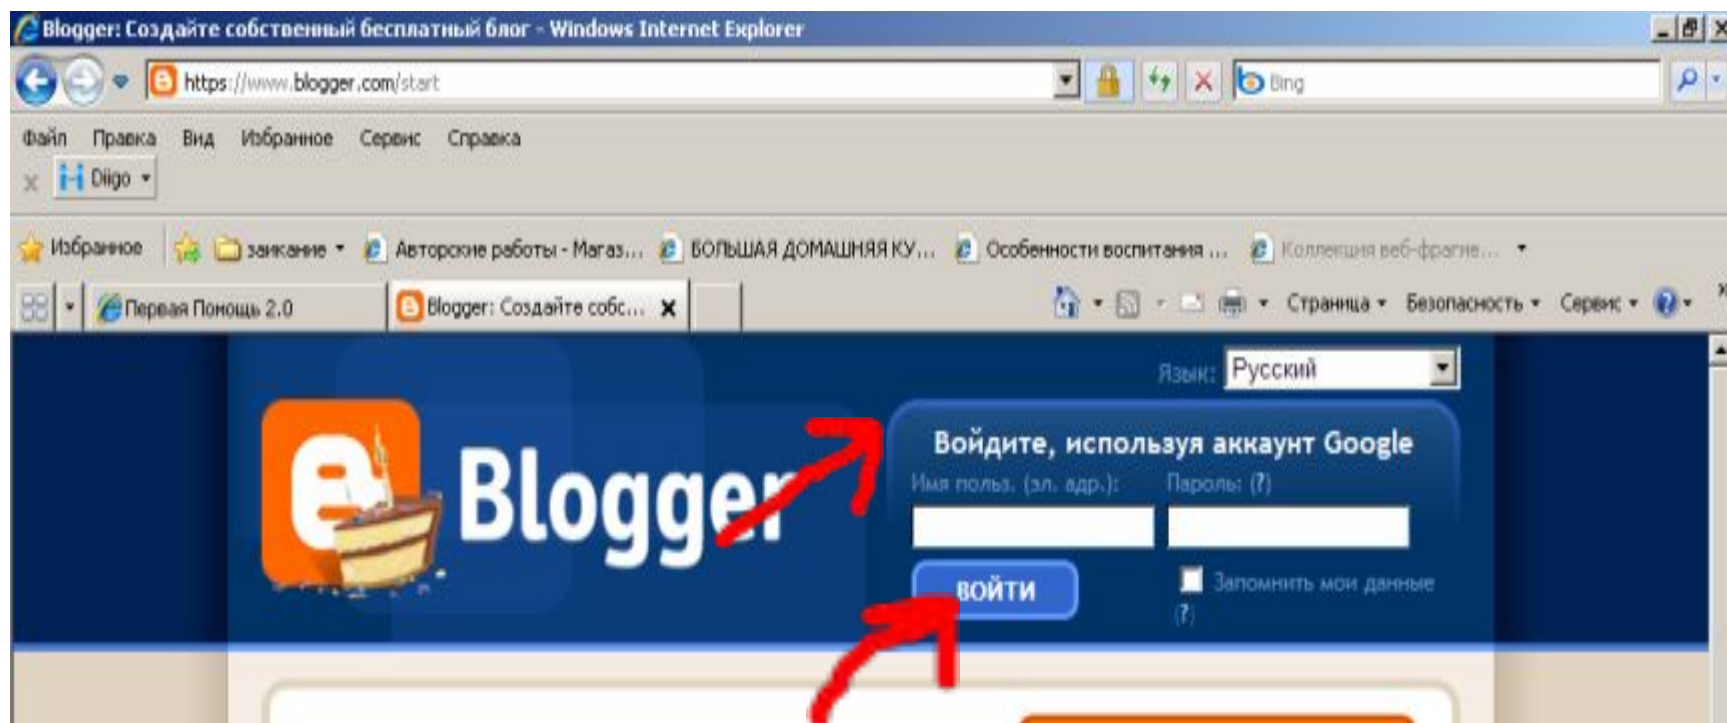 Blogger: Создайте собственный бесплатный блог - Windows Internet Explorer
https://www.blogger.com/start
Bing
Файл Правка Вид Избранное Сервис Справка
x Diigo
Избранное заикание Авторские работы - Магаз... БОЛЬШАЯ ДОМАШНЯЯ КУ... Особенности воспитания ... Коллекция веб-фрагме...
Первая Помощь 2.0 Blogger: Создайте собс... Страница Безопасность Сервис
Язык: Русский
Blogger
Войдите, используя аккаунт Google
Имя польз. (эл. адр.): Пароль: (?)
ВОЙТИ Запомнить мои данные
(?)